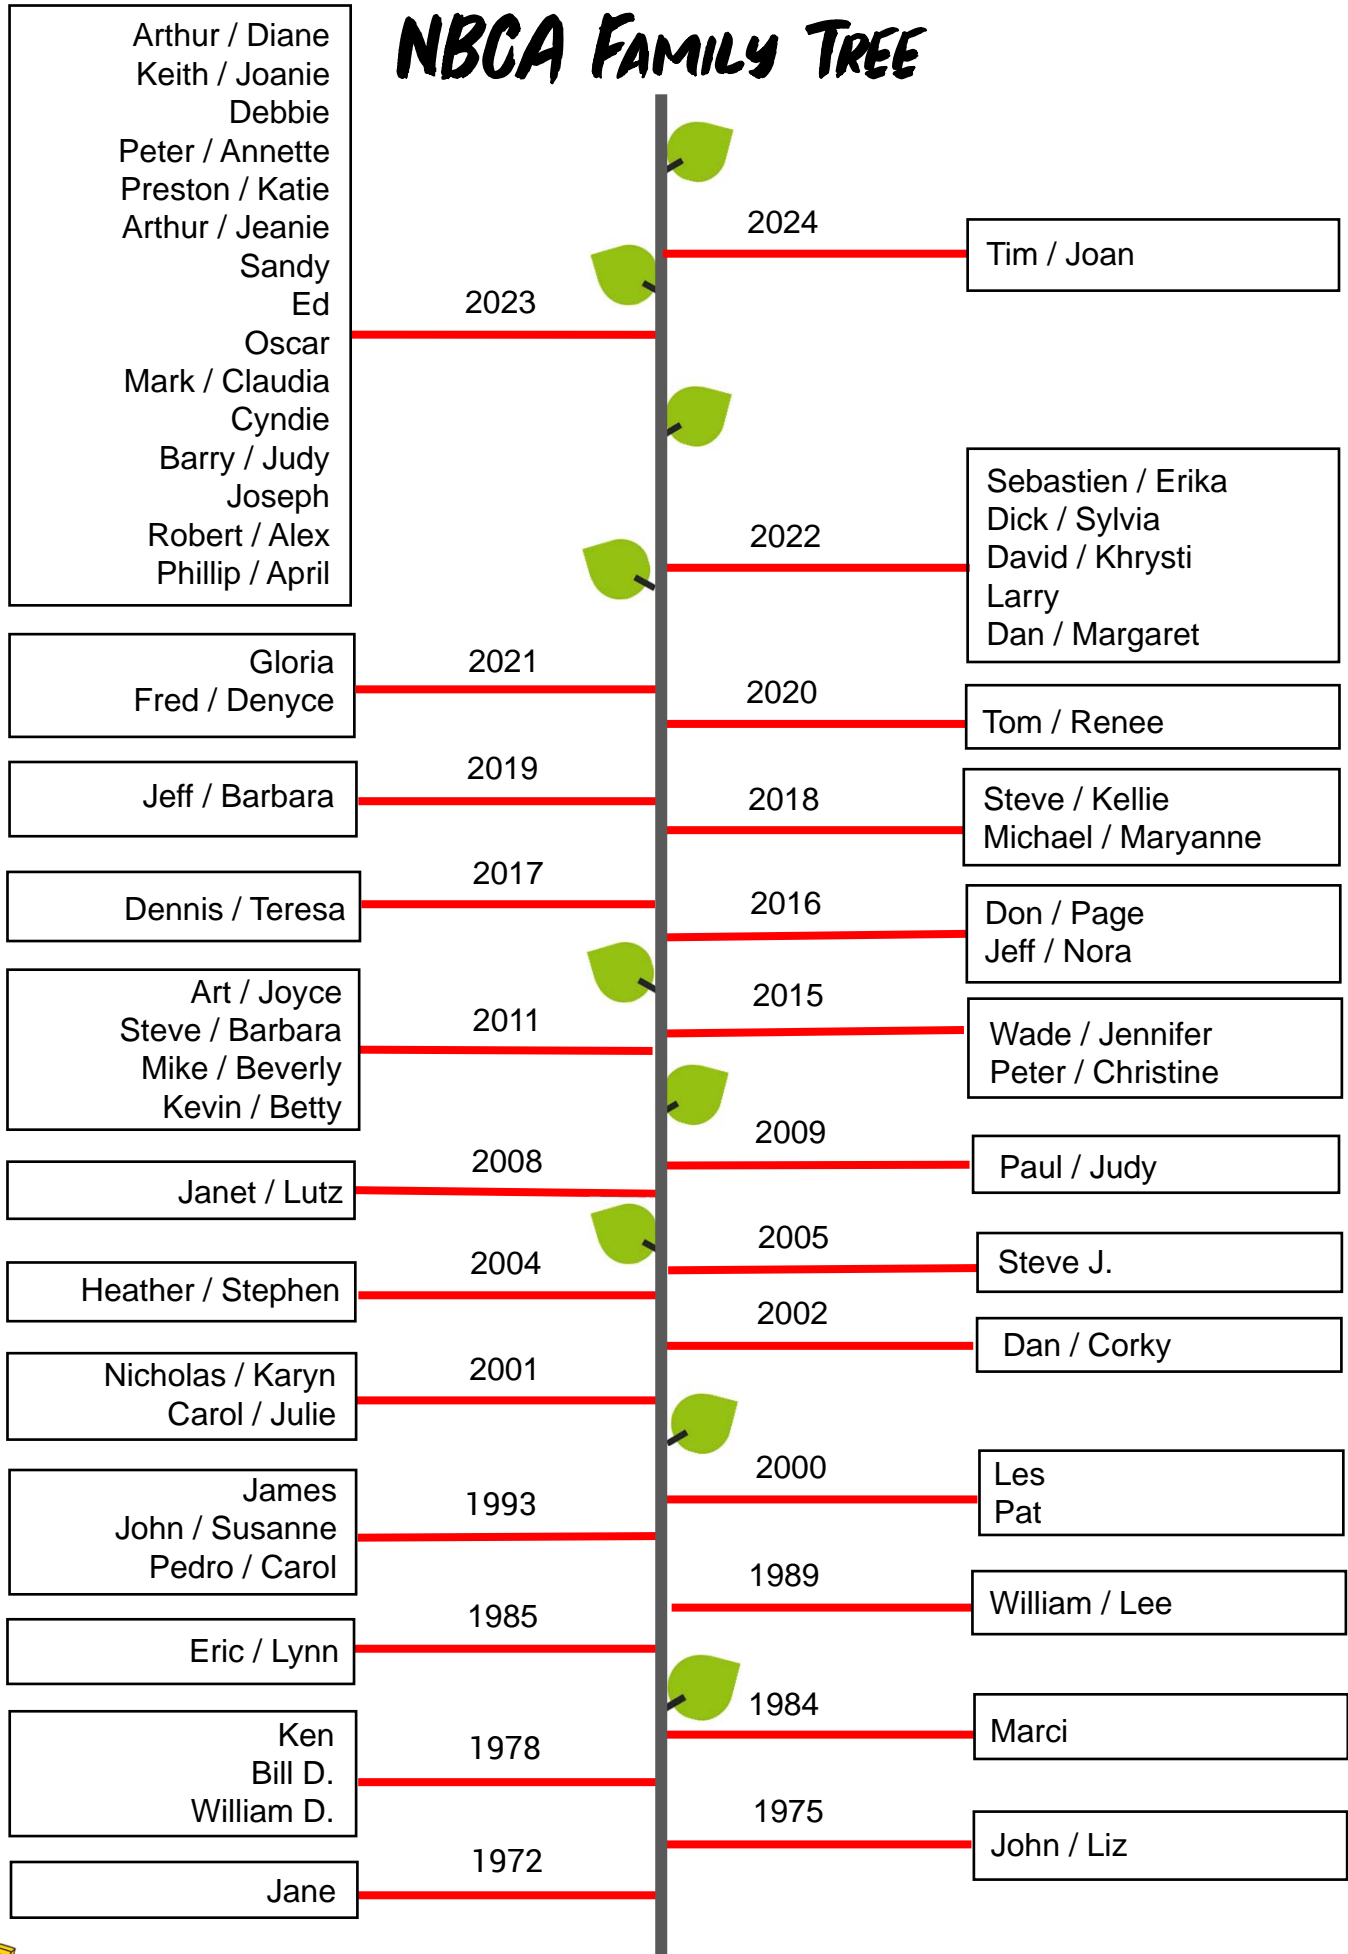 NBCA Family Tree
Arthur / Diane
Keith / Joanie
Debbie
Peter / Annette
Preston / Katie
Arthur / Jeanie
Sandy
Ed
Oscar
Mark / Claudia
Cyndie
Barry / Judy
Joseph
Robert / Alex
Phillip / April
2023
2024
Tim / Joan
2022
Sebastien / Erika
Dick / Sylvia
David / Khrysti
Larry
Dan / Margaret
Gloria
Fred / Denyce
2021
2020
Tom / Renee
Jeff / Barbara
2019
2018
Steve / Kellie
Michael / Maryanne
Dennis / Teresa
2017
2016
Don / Page
Jeff / Nora
Art / Joyce
Steve / Barbara
Mike / Beverly
Kevin / Betty
2011
2015
Wade / Jennifer
Peter / Christine
2009
Paul / Judy
Janet / Lutz
2008
2005
Steve J.
Heather / Stephen
2004
2002
Dan / Corky
Nicholas / Karyn
Carol / Julie
2001
2000
Les
Pat
James
John / Susanne
Pedro / Carol
1993
1989
William / Lee
Eric / Lynn
1985
1984
Marci
Ken
Bill D.
William D.
1978
1975
John / Liz
Jane
1972